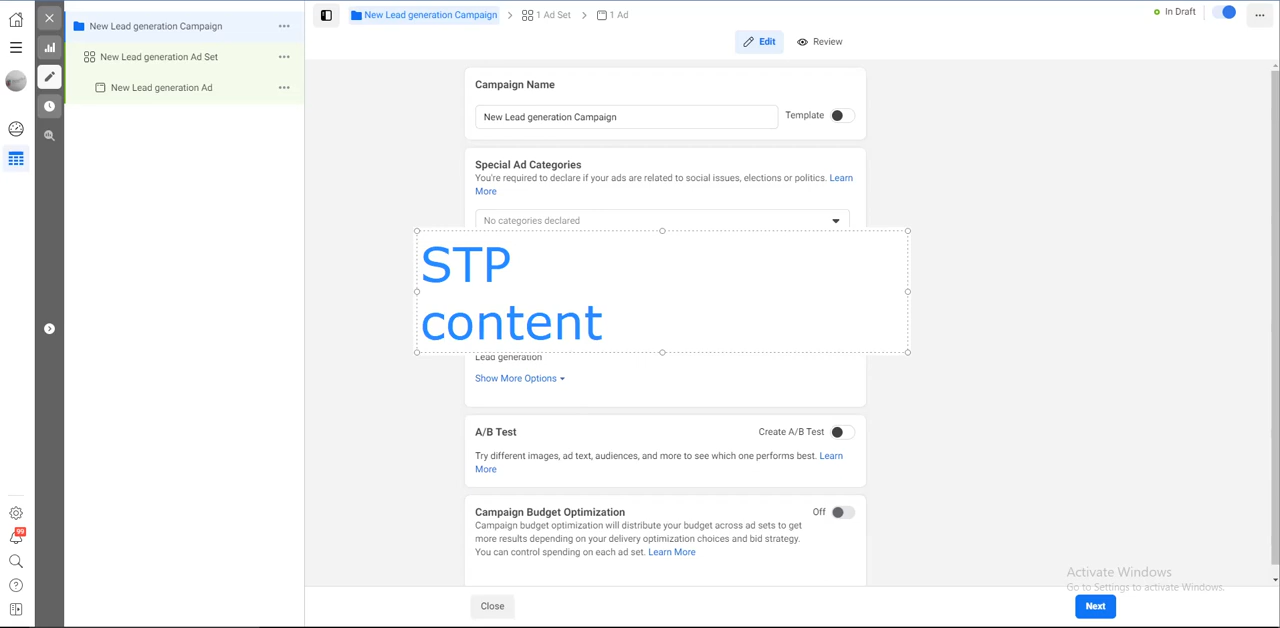 New Lead generation Campaign
New Lead generation Ad Set
New Lead generation Ad
99
New Lead generation Campaign
1 Ad Set
1 Ad
In Draft
Edit
Review
Campaign Name
New Lead generation Campaign
Template
Special Ad Categories
You're required to declare if your ads are related to social issues, elections or politics. Learn
More
No categories declared
STP
content
Lead generation
Show More Options
A/B Test
Create A/B Test
Try different images, ad text, audiences, and more to see which one performs best. Learn
More
Campaign Budget Optimization
Off
Campaign budget optimization will distribute your budget across ad sets to get
more results depending on your delivery optimization choices and bid strategy.
You can control spending on each ad set. Learn More
Activate Windows
Go to Settings to activate Windows.
Close
Next